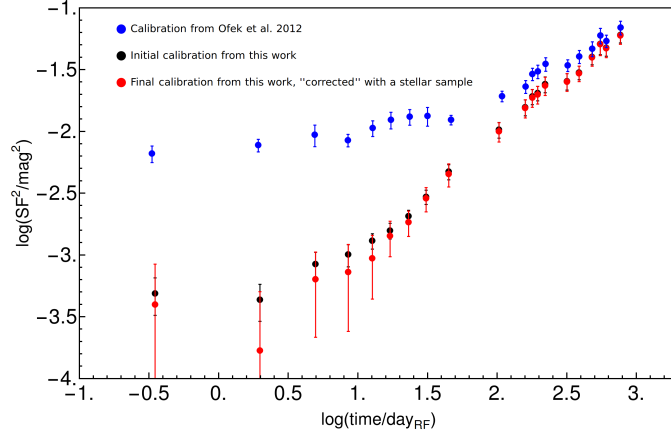 −1.
Calibration from Ofek et al. 2012
Initial calibration from this work
Final calibration from this work, "corrected" with a stellar sample
−1.5
−2.
−2.5
−3.
−3.5
−4.
log(SF²/mag²)
−1. −0.5 0. 0.5 1. 1.5 2. 2.5 3.
log(time/day_RF)